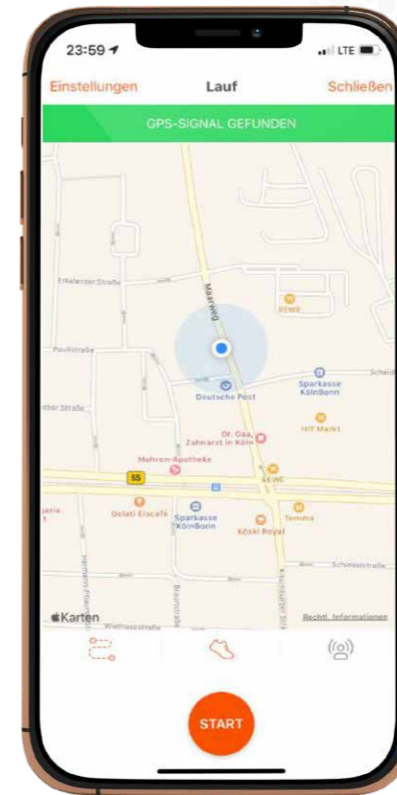 23:59
LTE
Einstellungen
Lauf
Schließen
GPS-SIGNAL GEFUNDEN
Erkelenzer Straße
Maarweg
REWE
Paulistraße
Scheid
Sparkasse
KölnBonn
Deutsche Post
HIT Markt
Dr. Gaa,
Zahnarzt in Köln
Mohren-Apotheke
55
REWE
Gelati Eiscafé
Sparkasse
KölnBonn
Köski Royal
Temma
Braunstraße
Karten
Rechtl. Informationen
START